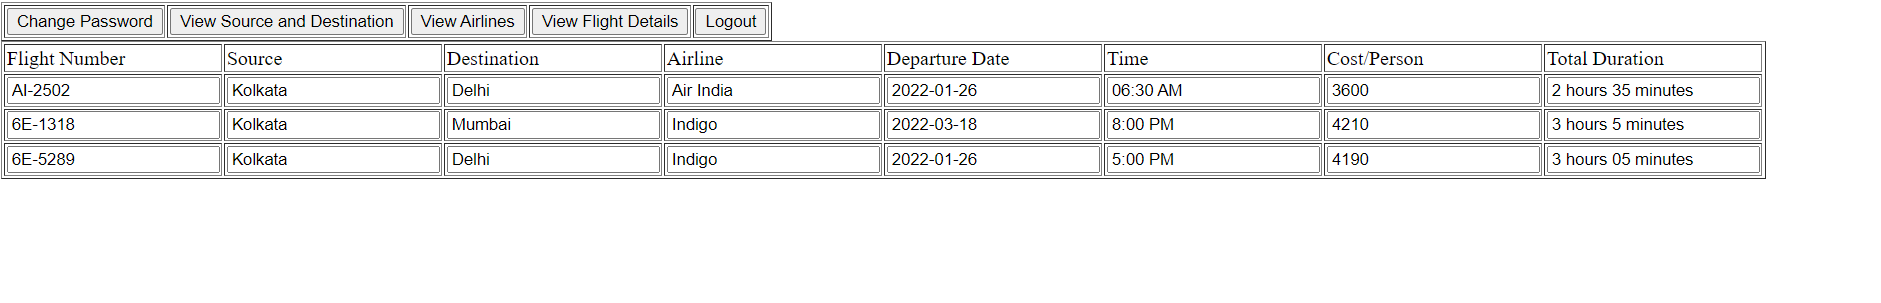 Change Password View Source and Destination View Airlines View Flight Details Logout
Flight Number Source Destination Airline Departure Date Time Cost/Person Total Duration
AI-2502 Kolkata Delhi Air India 2022-01-26 06:30 AM 3600 2 hours 35 minutes
6E-1318 Kolkata Mumbai Indigo 2022-03-18 8:00 PM 4210 3 hours 5 minutes
6E-5289 Kolkata Delhi Indigo 2022-01-26 5:00 PM 4190 3 hours 05 minutes